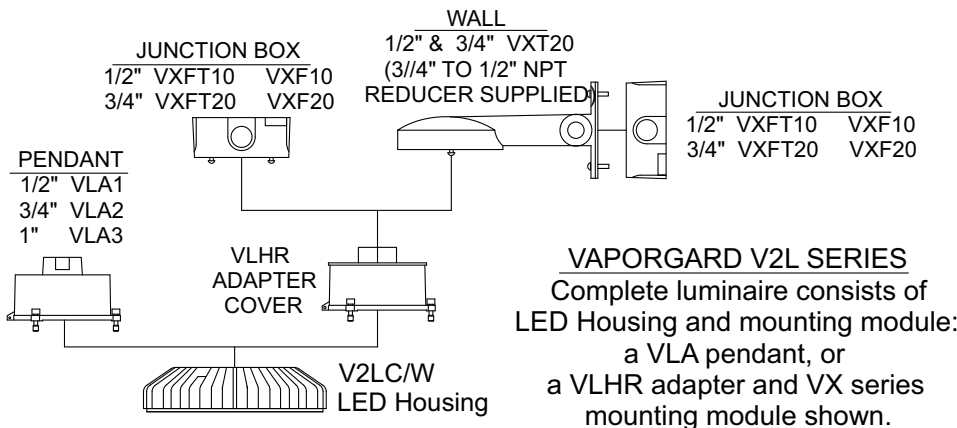 WALL
1/2" & 3/4" VXT20
(3//4" TO 1/2" NPT
REDUCER SUPPLIED)
JUNCTION BOX
1/2" VXFT10 VXF10
3/4" VXFT20 VXF20
JUNCTION BOX
1/2" VXFT10 VXF10
3/4" VXFT20 VXF20
PENDANT
1/2" VLA1
3/4" VLA2
1" VLA3
VLHR
ADAPTER
COVER
V2LC/W
LED Housing
VAPORGARD V2L SERIES
Complete luminaire consists of
LED Housing and mounting module:
a VLA pendant, or
a VLHR adapter and VX series
mounting module shown.